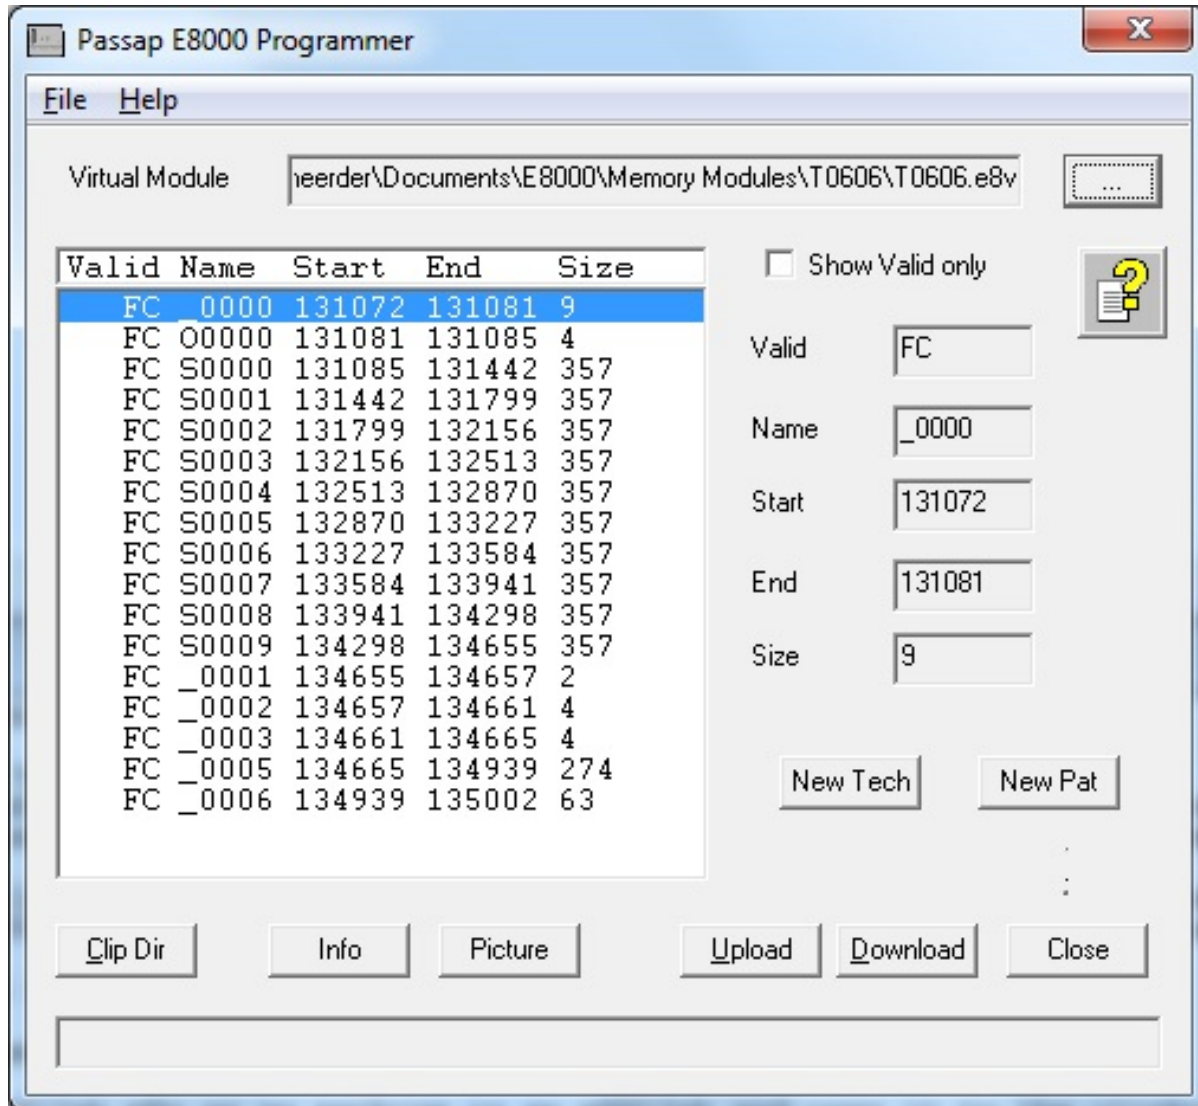 Passap E8000 Programmer
File Help
Virtual Module
neerder\Documents\E8000\Memory Modules\T0606\T0606.e8v
...
Valid Name Start End Size
FC _0000 131072 131081 9
FC O0000 131081 131085 4
FC S0000 131085 131442 357
FC S0001 131442 131799 357
FC S0002 131799 132156 357
FC S0003 132156 132513 357
FC S0004 132513 132870 357
FC S0005 132870 133227 357
FC S0006 133227 133584 357
FC S0007 133584 133941 357
FC S0008 133941 134298 357
FC S0009 134298 134655 357
FC _0001 134655 134657 2
FC _0002 134657 134661 4
FC _0003 134661 134665 4
FC _0005 134665 134939 274
FC _0006 134939 135002 63
Show Valid only
Valid FC
Name _0000
Start 131072
End 131081
Size 9
New Tech New Pat
Clip Dir Info Picture Upload Download Close